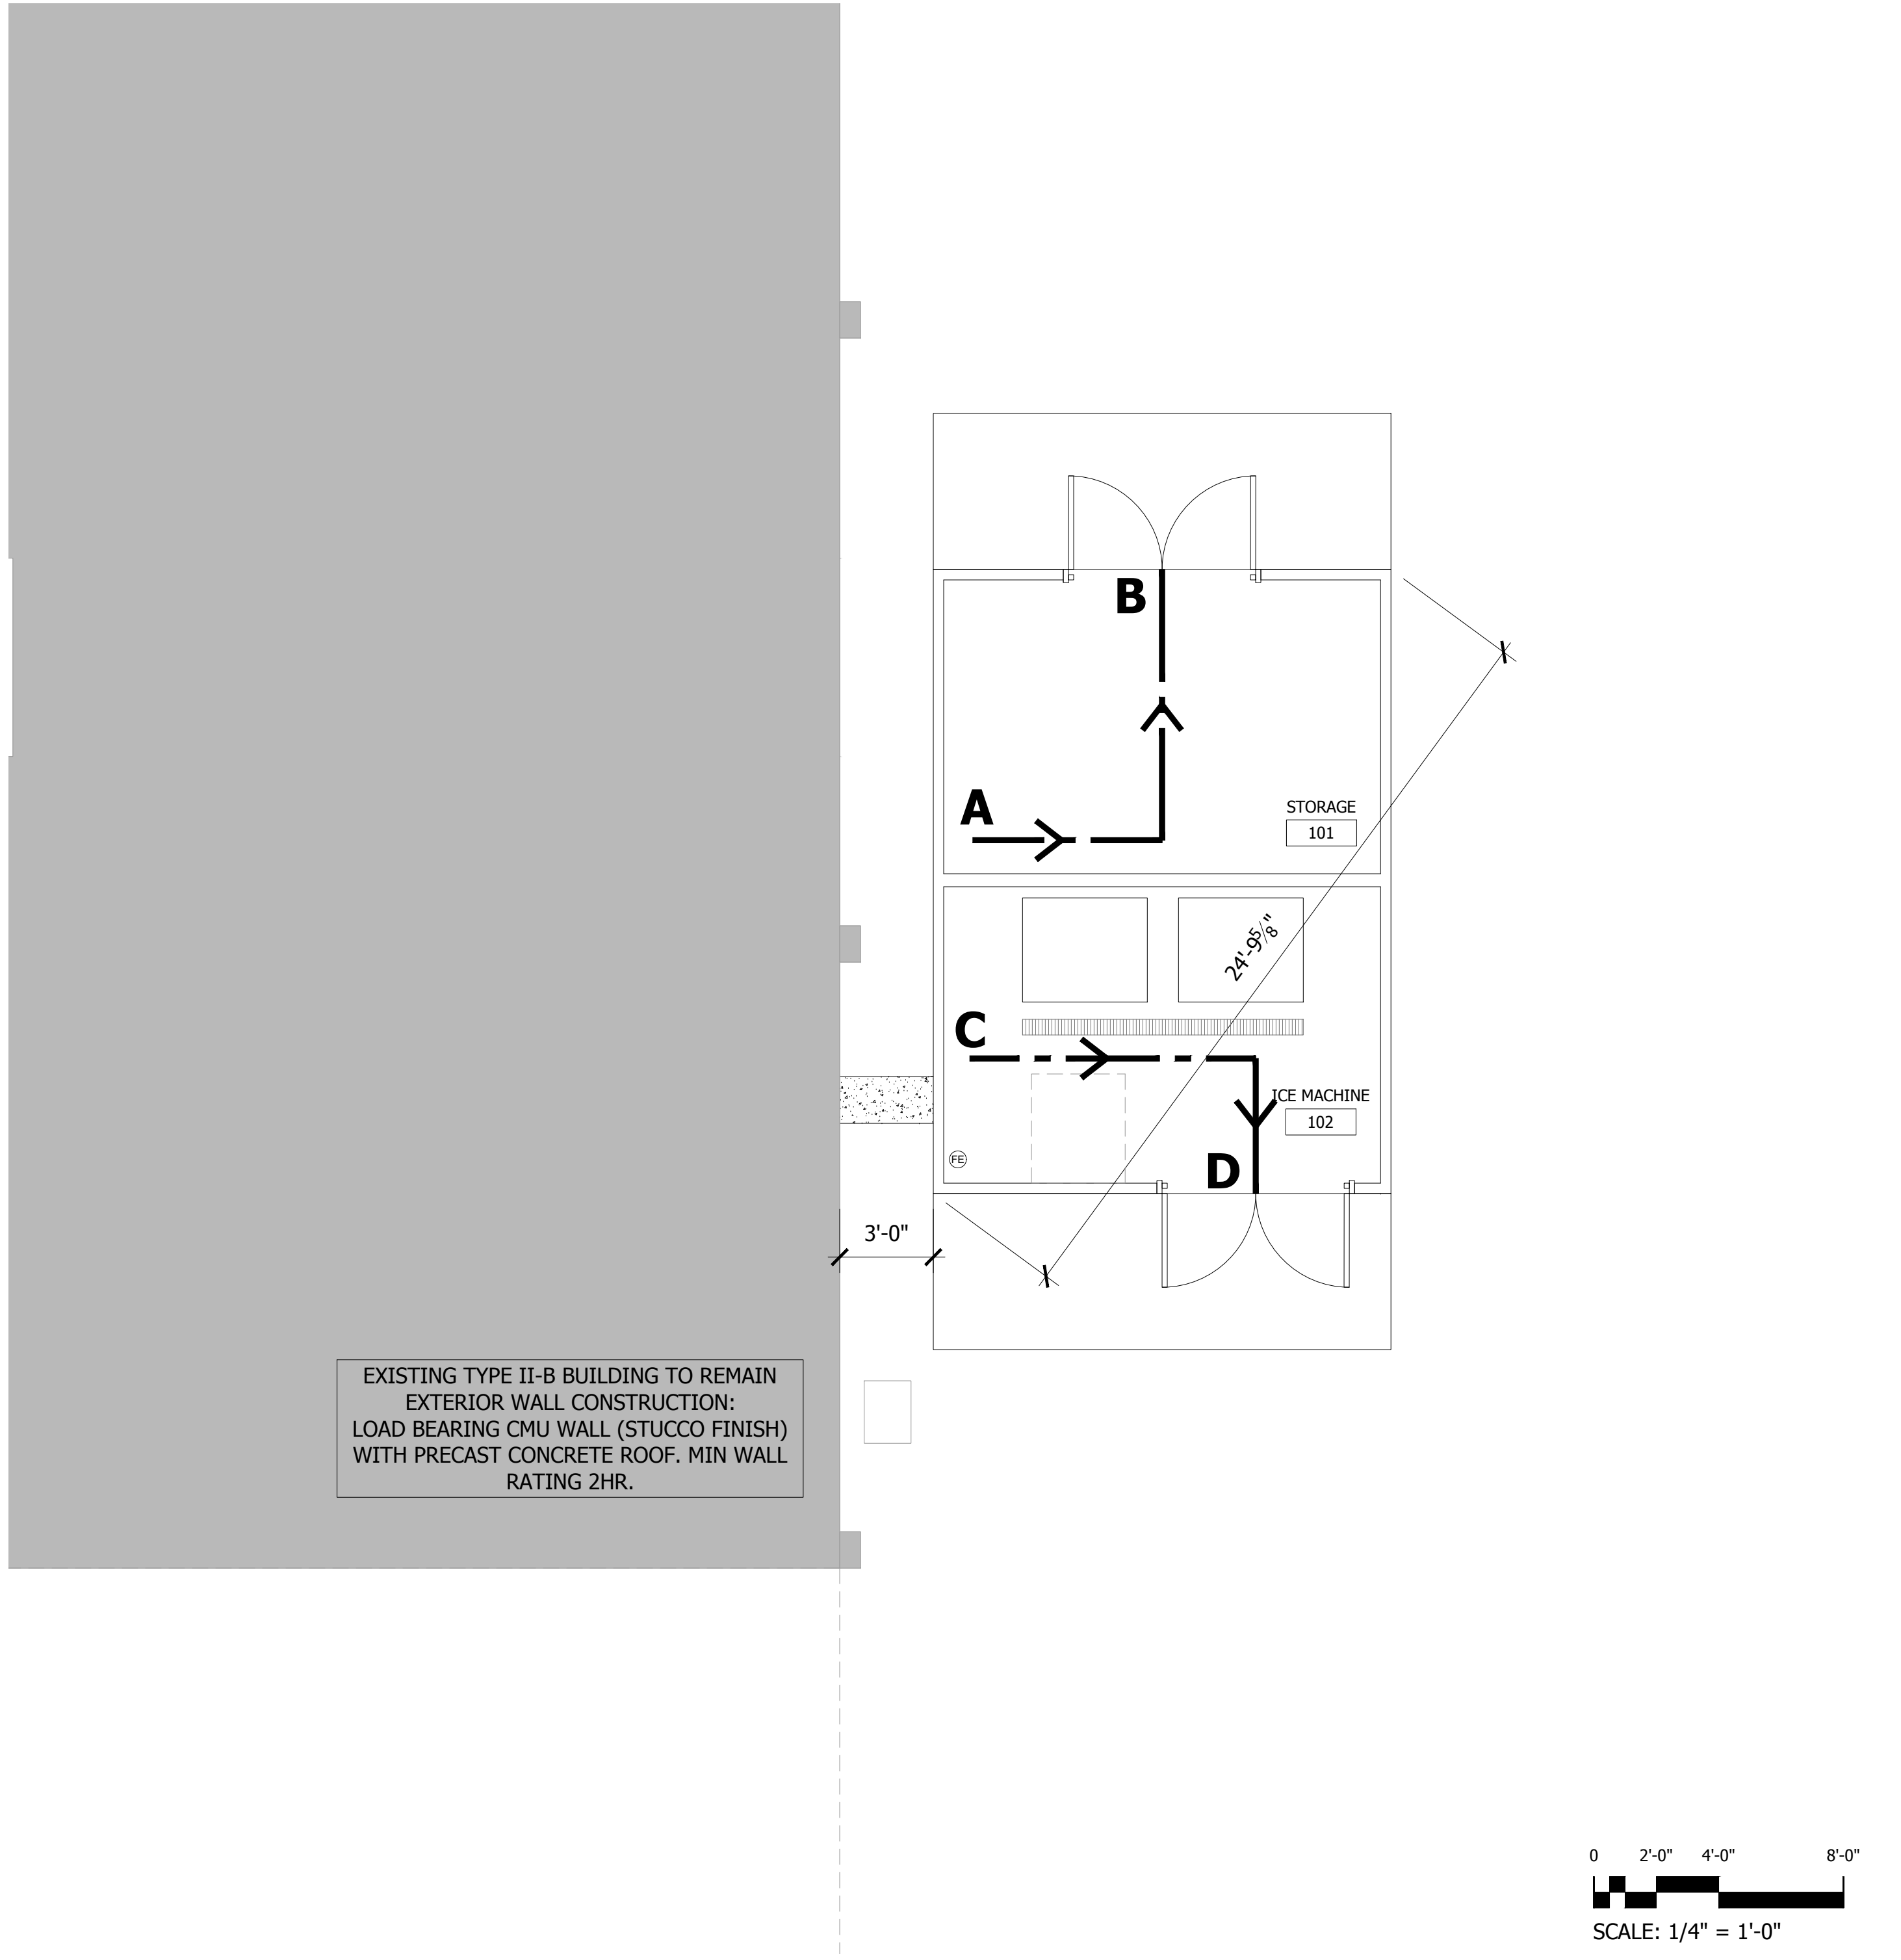 B
A
STORAGE
101
24'-9⅝"
C
ICE MACHINE
102
FE
D
3'-0"
EXISTING TYPE II-B BUILDING TO REMAIN
EXTERIOR WALL CONSTRUCTION:
LOAD BEARING CMU WALL (STUCCO FINISH)
WITH PRECAST CONCRETE ROOF. MIN WALL
RATING 2HR.
0 2'-0" 4'-0" 8'-0"
SCALE: 1/4" = 1'-0"